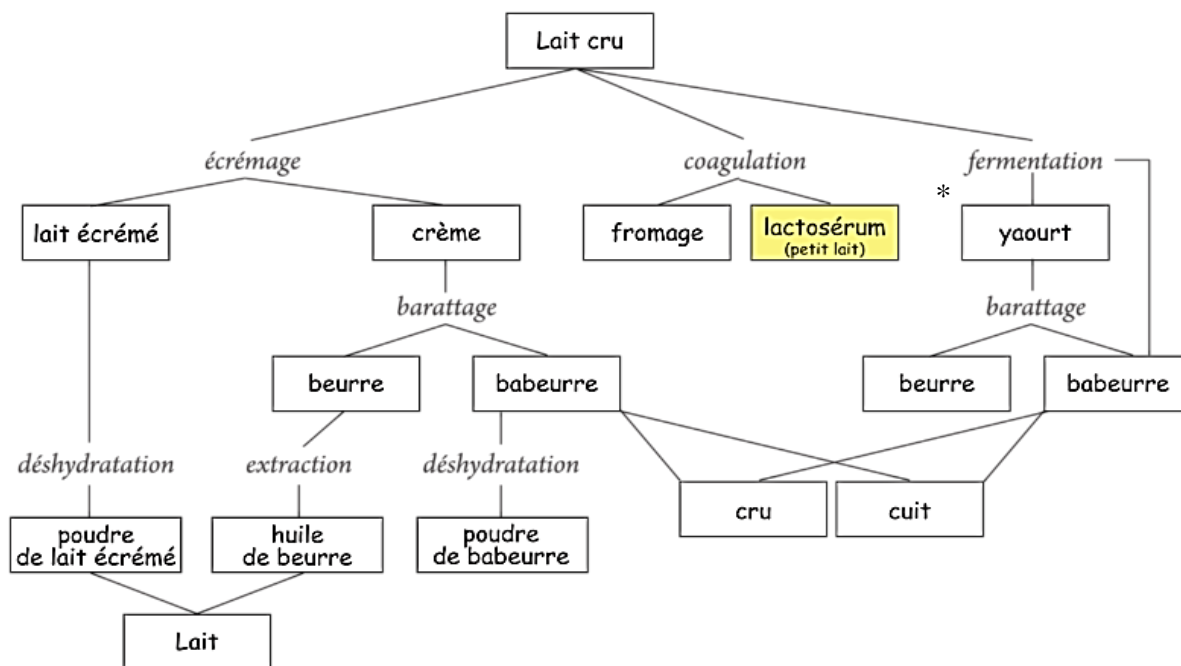 Lait cru
écrémage
coagulation
fermentation
*
lait écrémé
crème
fromage
lactosérum
(petit lait)
yaourt
barattage
barattage
beurre
babeurre
beurre
babeurre
déshydratation
extraction
déshydratation
poudre
de lait écrémé
huile
de beurre
poudre
de babeurre
cru
cuit
Lait